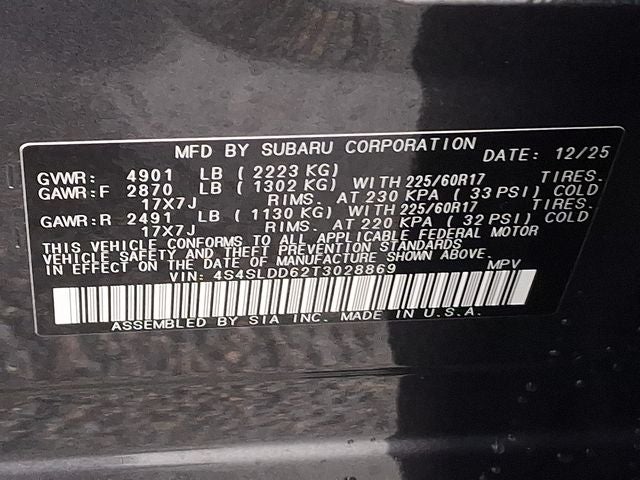 MFD BY SUBARU CORPORATION DATE: 12/25
GVWR: 4901 LB ( 2223 KG)
GAWR:F 2870 LB ( 1302 KG) WITH 225/60R17 TIRES.
17X7J RIMS. AT 230 KPA ( 33 PSI) COLD
GAWR:R 2491 LB ( 1130 KG) WITH 225/60R17 TIRES.
17X7J RIMS. AT 220 KPA ( 32 PSI) COLD
THIS VEHICLE CONFORMS TO ALL APPLICABLE FEDERAL MOTOR
VEHICLE SAFETY AND THEFT PREVENTION STANDARDS
IN EFFECT ON THE DATE OF MANUFACTURE SHOWN ABOVE.
VIN: 4S4SLDD62T3028869 MPV
ASSEMBLED BY SIA INC. MADE IN U.S.A.